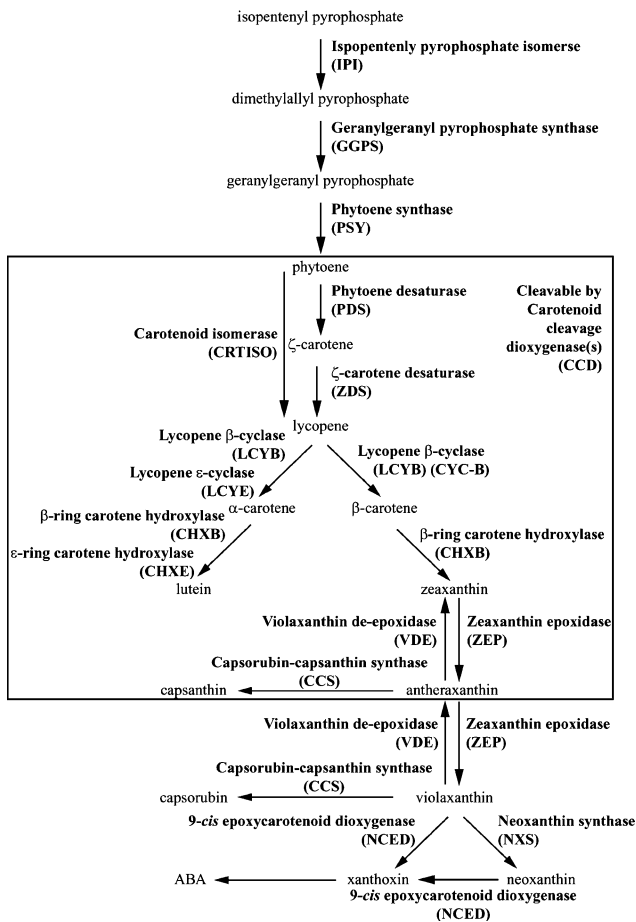 isopentenyl pyrophosphate
Ispopentenly pyrophosphate isomerse
(IPI)
dimethylallyl pyrophosphate
Geranylgeranyl pyrophosphate synthase
(GGPS)
geranylgeranyl pyrophosphate
Phytoene synthase
(PSY)
phytoene
Phytoene desaturase
(PDS)
Cleavable by
Carotenoid
cleavage
dioxygenase(s)
(CCD)
Carotenoid isomerase
(CRTISO)
ζ-carotene
ζ-carotene desaturase
(ZDS)
lycopene
Lycopene β-cyclase
(LCYB)
Lycopene ε-cyclase
(LCYE)
Lycopene β-cyclase
(LCYB) (CYC-B)
α-carotene
β-carotene
β-ring carotene hydroxylase
(CHXB)
ε-ring carotene hydroxylase
(CHXE)
β-ring carotene hydroxylase
(CHXB)
lutein
zeaxanthin
Violaxanthin de-epoxidase
(VDE)
Zeaxanthin epoxidase
(ZEP)
Capsorubin-capsanthin synthase
(CCS)
capsanthin
antheraxanthin
Violaxanthin de-epoxidase
(VDE)
Zeaxanthin epoxidase
(ZEP)
Capsorubin-capsanthin synthase
(CCS)
capsorubin
violaxanthin
9-cis epoxycarotenoid dioxygenase
(NCED)
Neoxanthin synthase
(NXS)
ABA
xanthoxin
neoxanthin
9-cis epoxycarotenoid dioxygenase
(NCED)